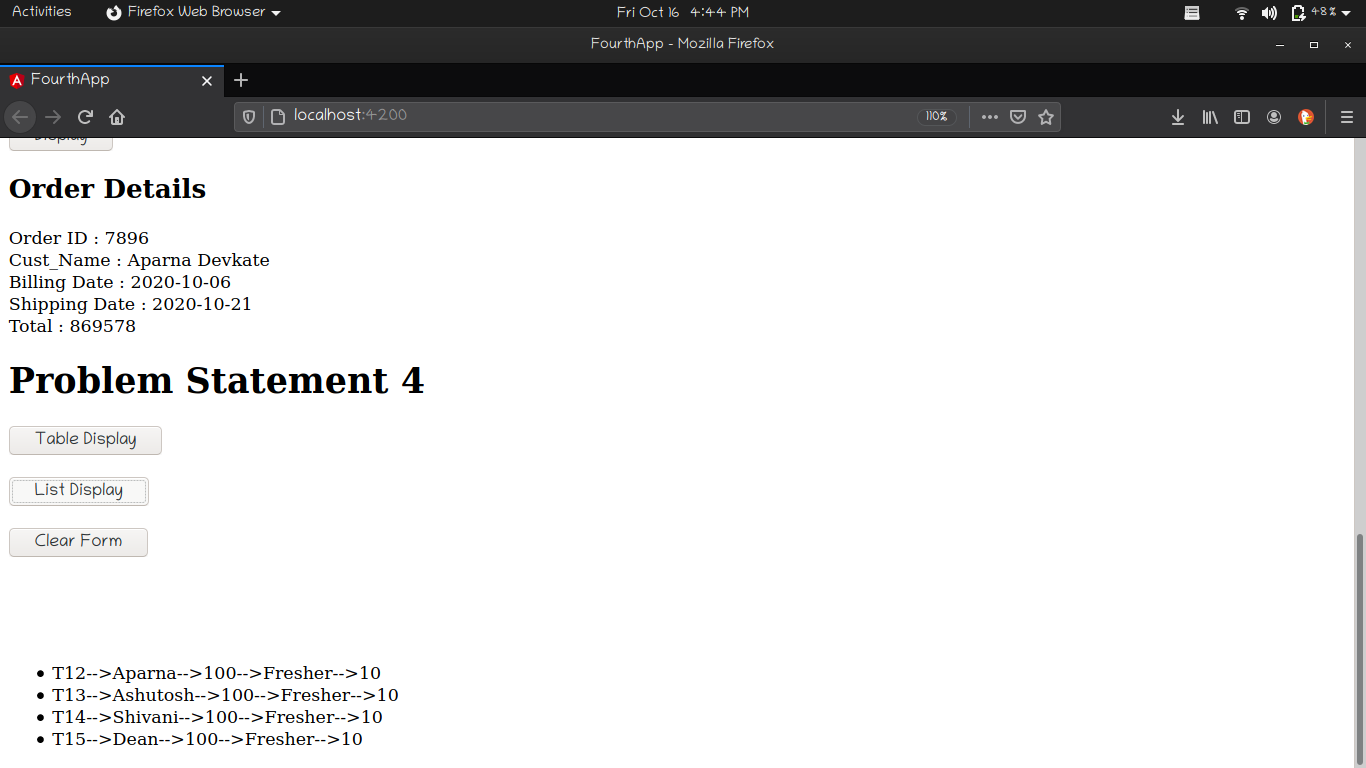 Activities Firefox Web Browser Fri Oct 16 4:44 PM 48%
FourthApp - Mozilla Firefox
FourthApp
localhost:4200 110%
Display
Order Details
Order ID : 7896
Cust_Name : Aparna Devkate
Billing Date : 2020-10-06
Shipping Date : 2020-10-21
Total : 869578
Problem Statement 4
Table Display
List Display
Clear Form
T12-->Aparna-->100-->Fresher-->10
T13-->Ashutosh-->100-->Fresher-->10
T14-->Shivani-->100-->Fresher-->10
T15-->Dean-->100-->Fresher-->10